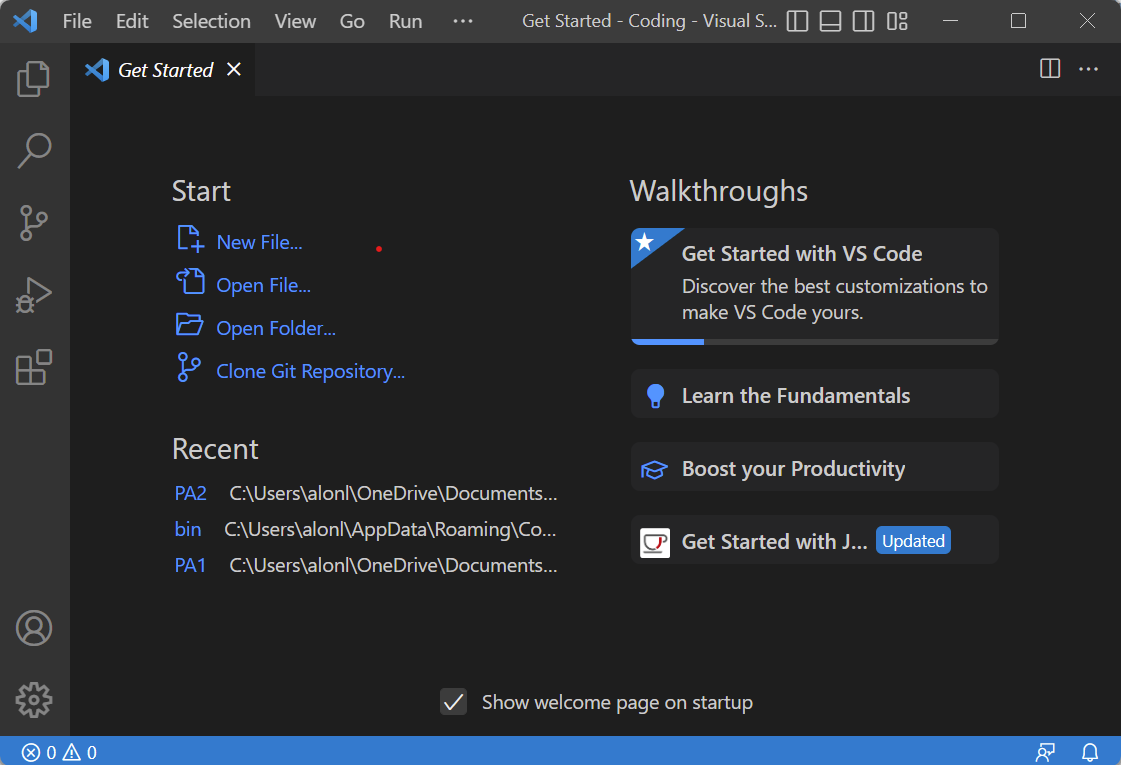 File Edit Selection View Go Run ··· Get Started - Coding - Visual S...
Get Started
Start
New File...
Open File...
Open Folder...
Clone Git Repository...
Recent
PA2 C:\Users\alonl\OneDrive\Documents...
bin C:\Users\alonl\AppData\Roaming\Co...
PA1 C:\Users\alonl\OneDrive\Documents...
Walkthroughs
Get Started with VS Code
Discover the best customizations to
make VS Code yours.
Learn the Fundamentals
Boost your Productivity
Get Started with J... Updated
Show welcome page on startup
0 0